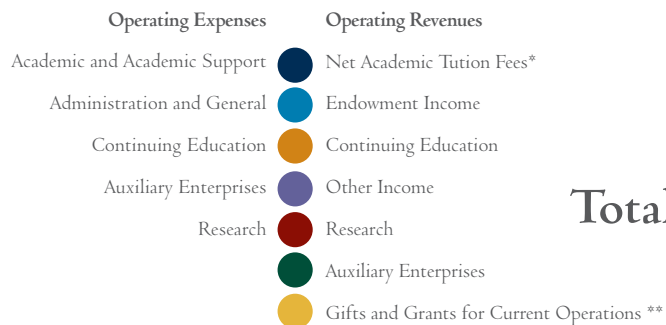 Operating Expenses Operating Revenues
Academic and Academic Support Net Academic Tution Fees*
Administration and General Endowment Income
Continuing Education Continuing Education
Auxiliary Enterprises Other Income
Total
Research Research
Auxiliary Enterprises
Gifts and Grants for Current Operations **